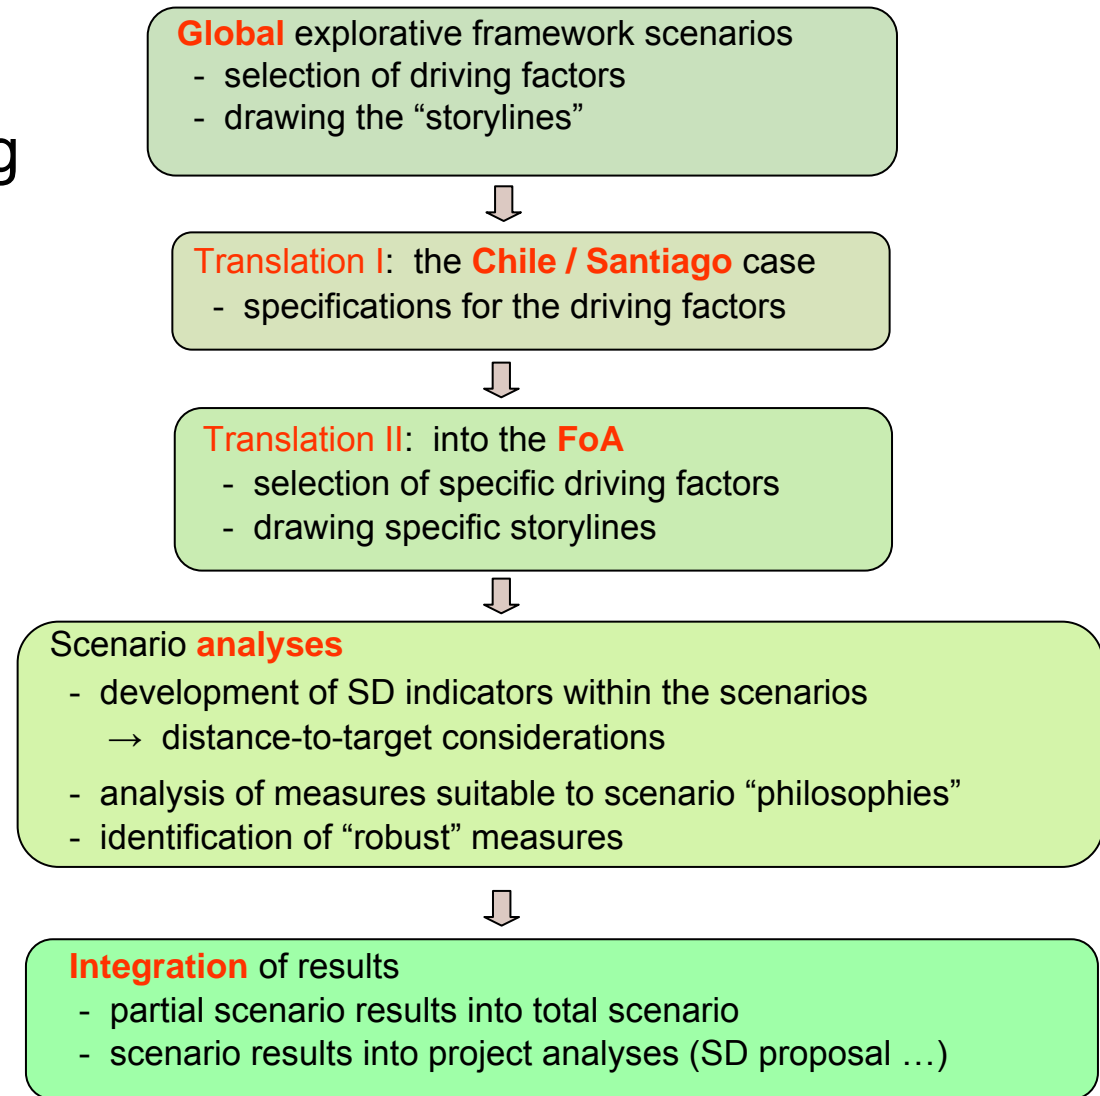 Global explorative framework scenarios
- selection of driving factors
- drawing the “storylines”
g
Translation I: the Chile / Santiago case
- specifications for the driving factors
Translation II: into the FoA
- selection of specific driving factors
- drawing specific storylines
Scenario analyses
- development of SD indicators within the scenarios
→ distance-to-target considerations
- analysis of measures suitable to scenario “philosophies”
- identification of “robust” measures
Integration of results
- partial scenario results into total scenario
- scenario results into project analyses (SD proposal …)